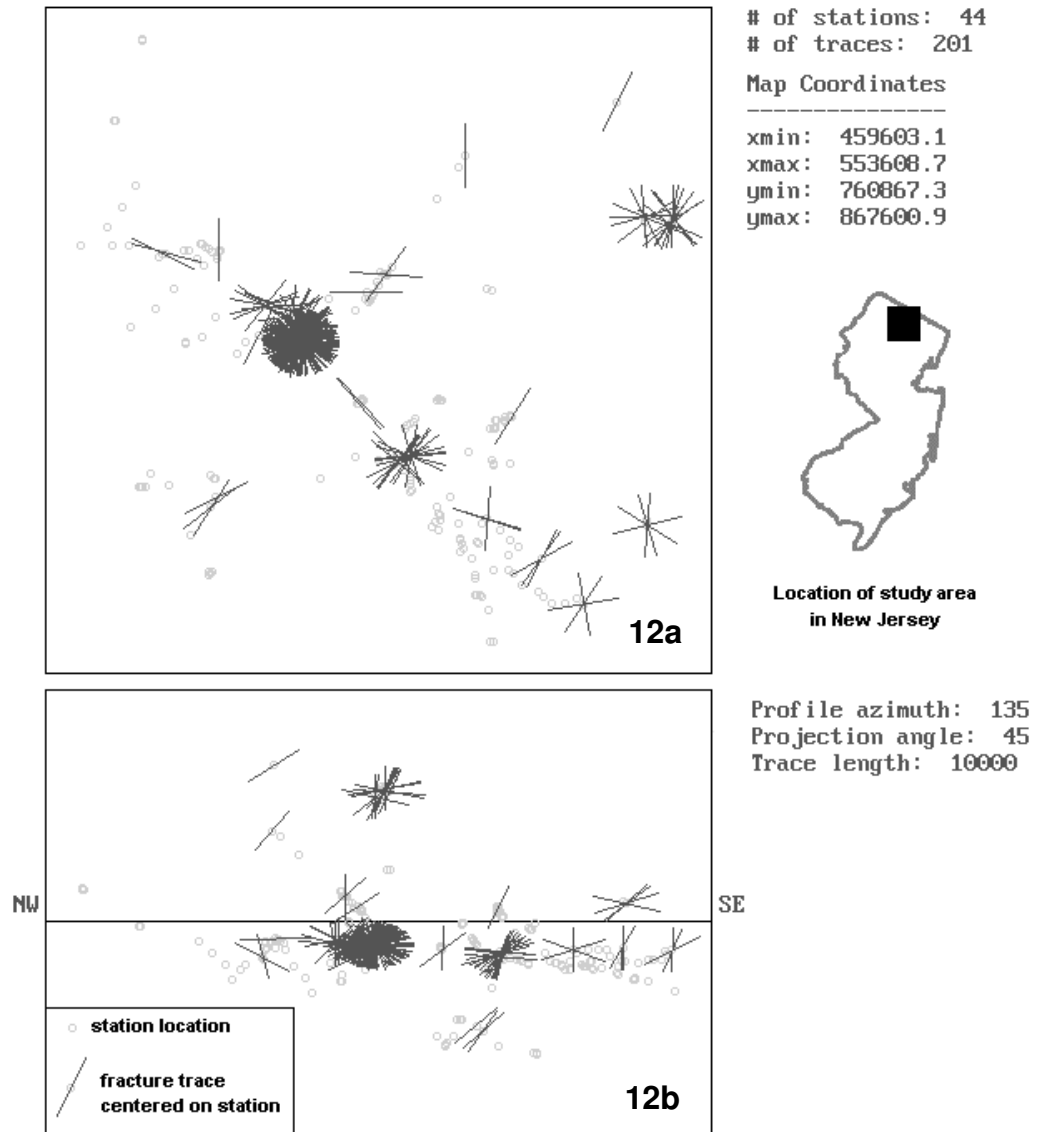 # of stations: 44
# of traces: 201
Map Coordinates
---------------
xmin: 459603.1
xmax: 553608.7
ymin: 760867.3
ymax: 867600.9
Location of study area
in New Jersey
12a
Profile azimuth: 135
Projection angle: 45
Trace length: 10000
NW
SE
station location
fracture trace
centered on station
12b